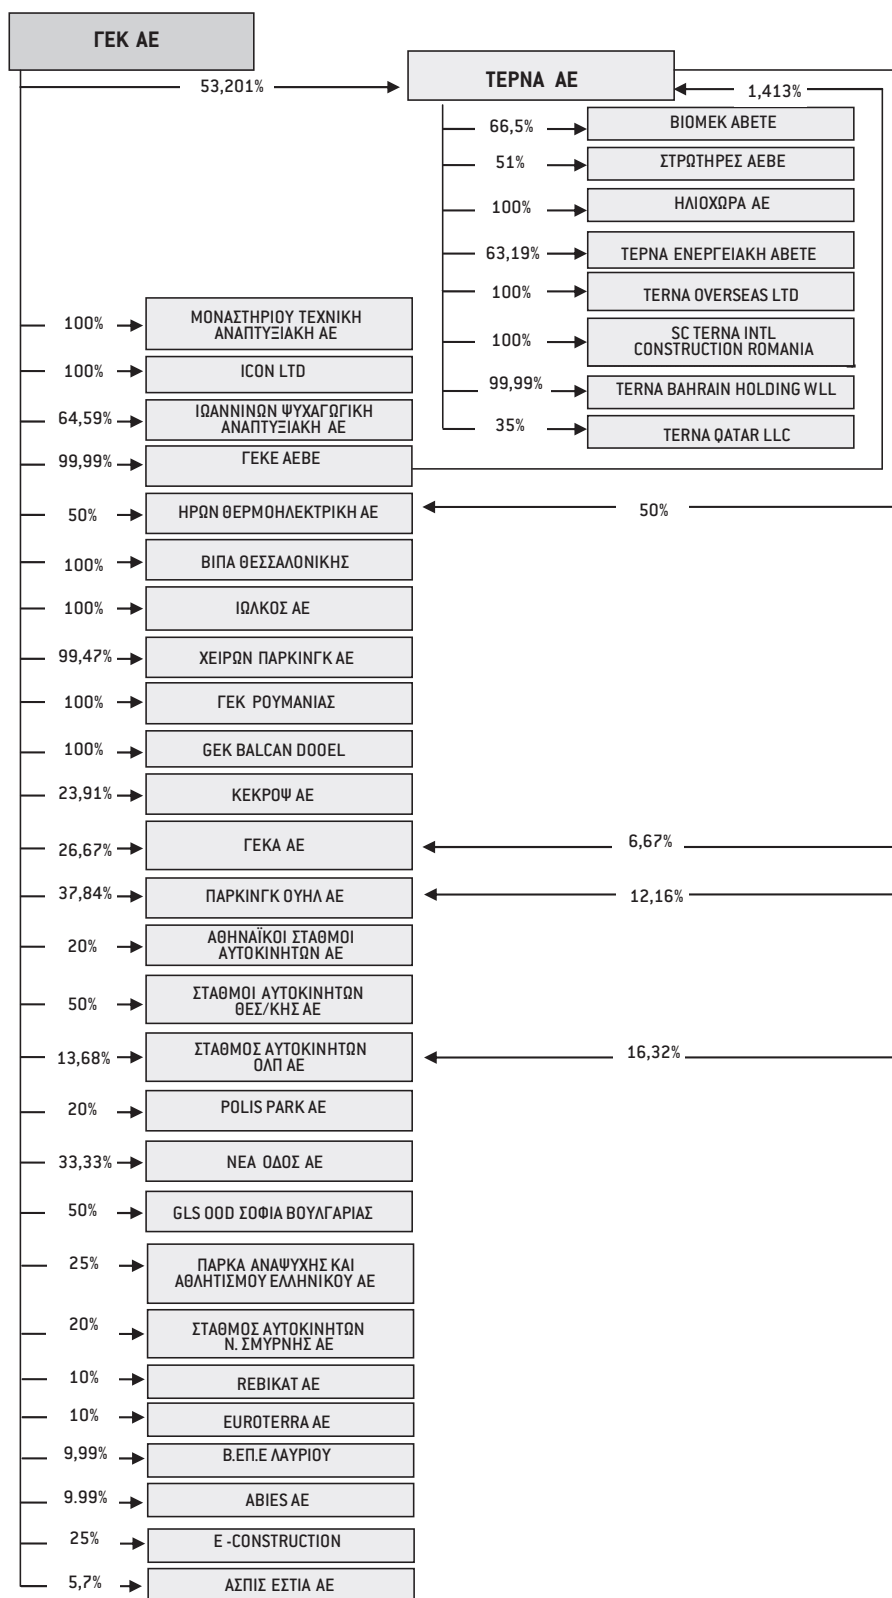 ΓΕΚ ΑΕ
53,201%
ΤΕΡΝΑ ΑΕ
1,413%
66,5%
ΒΙΟΜΕΚ ΑΒΕΤΕ
51%
ΣΤΡΩΤΗΡΕΣ ΑΕΒΕ
100%
ΗΛΙΟΧΩΡΑ ΑΕ
63,19%
ΤΕΡΝΑ ΕΝΕΡΓΕΙΑΚΗ ΑΒΕΤΕ
100%
TERNA OVERSEAS LTD
100%
SC TERNA INTL
CONSTRUCTION ROMANIA
99,99%
TERNA BAHRAIN HOLDING WLL
35%
TERNA QATAR LLC
100%
ΜΟΝΑΣΤΗΡΙΟΥ ΤΕΧΝΙΚΗ
ΑΝΑΠΤΥΞΙΑΚΗ ΑΕ
100%
ICON LTD
64,59%
ΙΩΑΝΝΙΝΩΝ ΨΥΧΑΓΩΓΙΚΗ
ΑΝΑΠΤΥΞΙΑΚΗ ΑΕ
99,99%
ΓΕΚΕ ΑΕΒΕ
50%
ΗΡΩΝ ΘΕΡΜΟΗΛΕΚΤΡΙΚΗ ΑΕ
50%
100%
ΒΙΠΑ ΘΕΣΣΑΛΟΝΙΚΗΣ
100%
ΙΩΛΚΟΣ ΑΕ
99,47%
ΧΕΙΡΩΝ ΠΑΡΚΙΝΓΚ ΑΕ
100%
ΓΕΚ ΡΟΥΜΑΝΙΑΣ
100%
GEK BALCAN DOOEL
23,91%
ΚΕΚΡΟΨ ΑΕ
26,67%
ΓΕΚΑ ΑΕ
6,67%
37,84%
ΠΑΡΚΙΝΓΚ ΟΥΗΛ ΑΕ
12,16%
20%
ΑΘΗΝΑΪΚΟΙ ΣΤΑΘΜΟΙ
ΑΥΤΟΚΙΝΗΤΩΝ ΑΕ
50%
ΣΤΑΘΜΟΙ ΑΥΤΟΚΙΝΗΤΩΝ
ΘΕΣ/ΚΗΣ ΑΕ
13,68%
ΣΤΑΘΜΟΣ ΑΥΤΟΚΙΝΗΤΩΝ
ΟΛΠ ΑΕ
16,32%
20%
POLIS PARK ΑΕ
33,33%
ΝΕΑ ΟΔΟΣ ΑΕ
50%
GLS OOD ΣΟΦΙΑ ΒΟΥΛΓΑΡΙΑΣ
25%
ΠΑΡΚΑ ΑΝΑΨΥΧΗΣ ΚΑΙ
ΑΘΛΗΤΙΣΜΟΥ ΕΛΛΗΝΙΚΟΥ ΑΕ
20%
ΣΤΑΘΜΟΣ ΑΥΤΟΚΙΝΗΤΩΝ
Ν. ΣΜΥΡΝΗΣ ΑΕ
10%
REBIKAT ΑΕ
10%
EUROTERRA ΑΕ
9,99%
Β.ΕΠ.Ε ΛΑΥΡΙΟΥ
9.99%
ABIES ΑΕ
25%
E -CONSTRUCTION
5,7%
ΑΣΠΙΣ ΕΣΤΙΑ ΑΕ